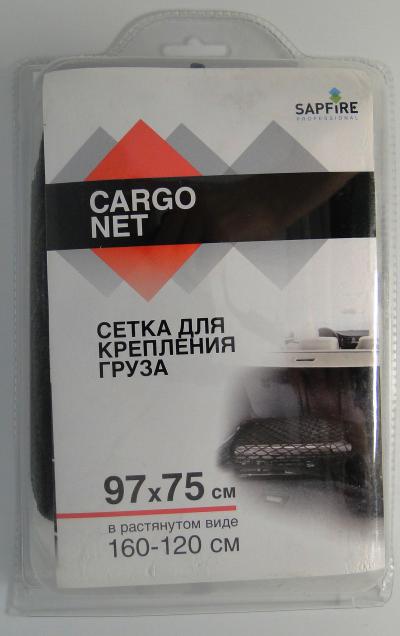 SAPFIRE
PROFESSIONAL
CARGO
NET
СЕТКА ДЛЯ
КРЕПЛЕНИЯ
ГРУЗА
97x75 см
в растянутом виде
160-120 см